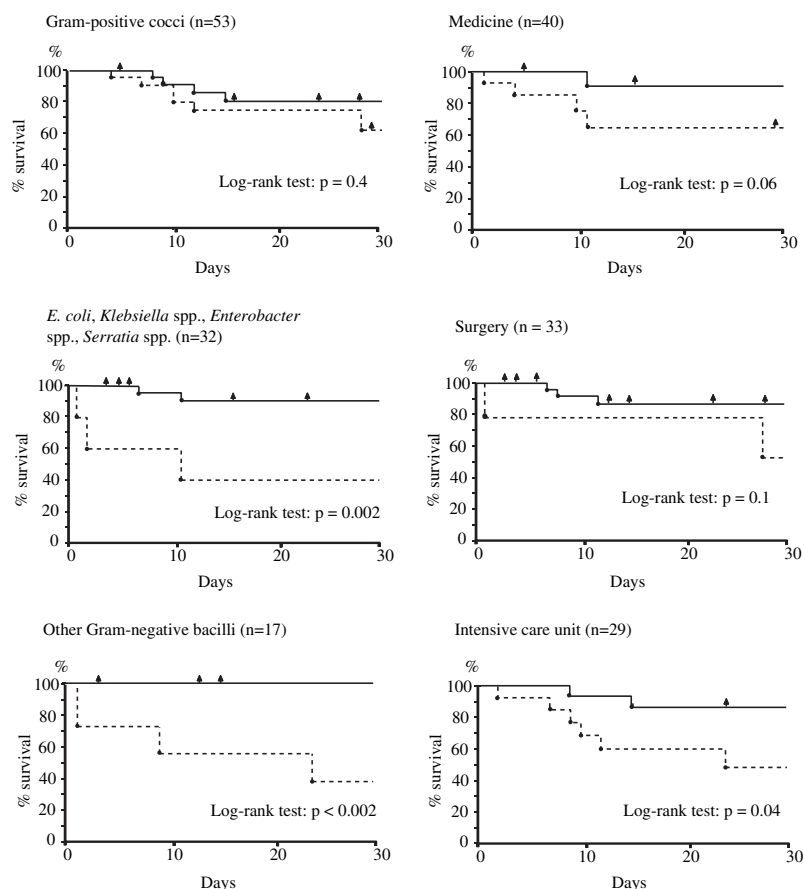 Gram-positive cocci (n=53)
%
100
80
60
40
20
0
% survival
Log-rank test: p = 0.4
0
10
20
30
Days
Medicine (n=40)
%
100
80
60
40
20
0
% survival
Log-rank test: p = 0.06
0
10
20
30
Days
E. coli, Klebsiella spp., Enterobacter
spp., Serratia spp. (n=32)
%
100
80
60
40
20
0
% survival
Log-rank test: p = 0.002
0
10
20
30
Days
Surgery (n = 33)
%
100
80
60
40
20
0
% survival
Log-rank test: p = 0.1
0
10
20
30
Days
Other Gram-negative bacilli (n=17)
%
100
80
60
40
20
0
% survival
Log-rank test: p < 0.002
0
10
20
30
Days
Intensive care unit (n=29)
%
100
80
60
40
20
0
% survival
Log-rank test: p = 0.04
0
10
20
30
Days